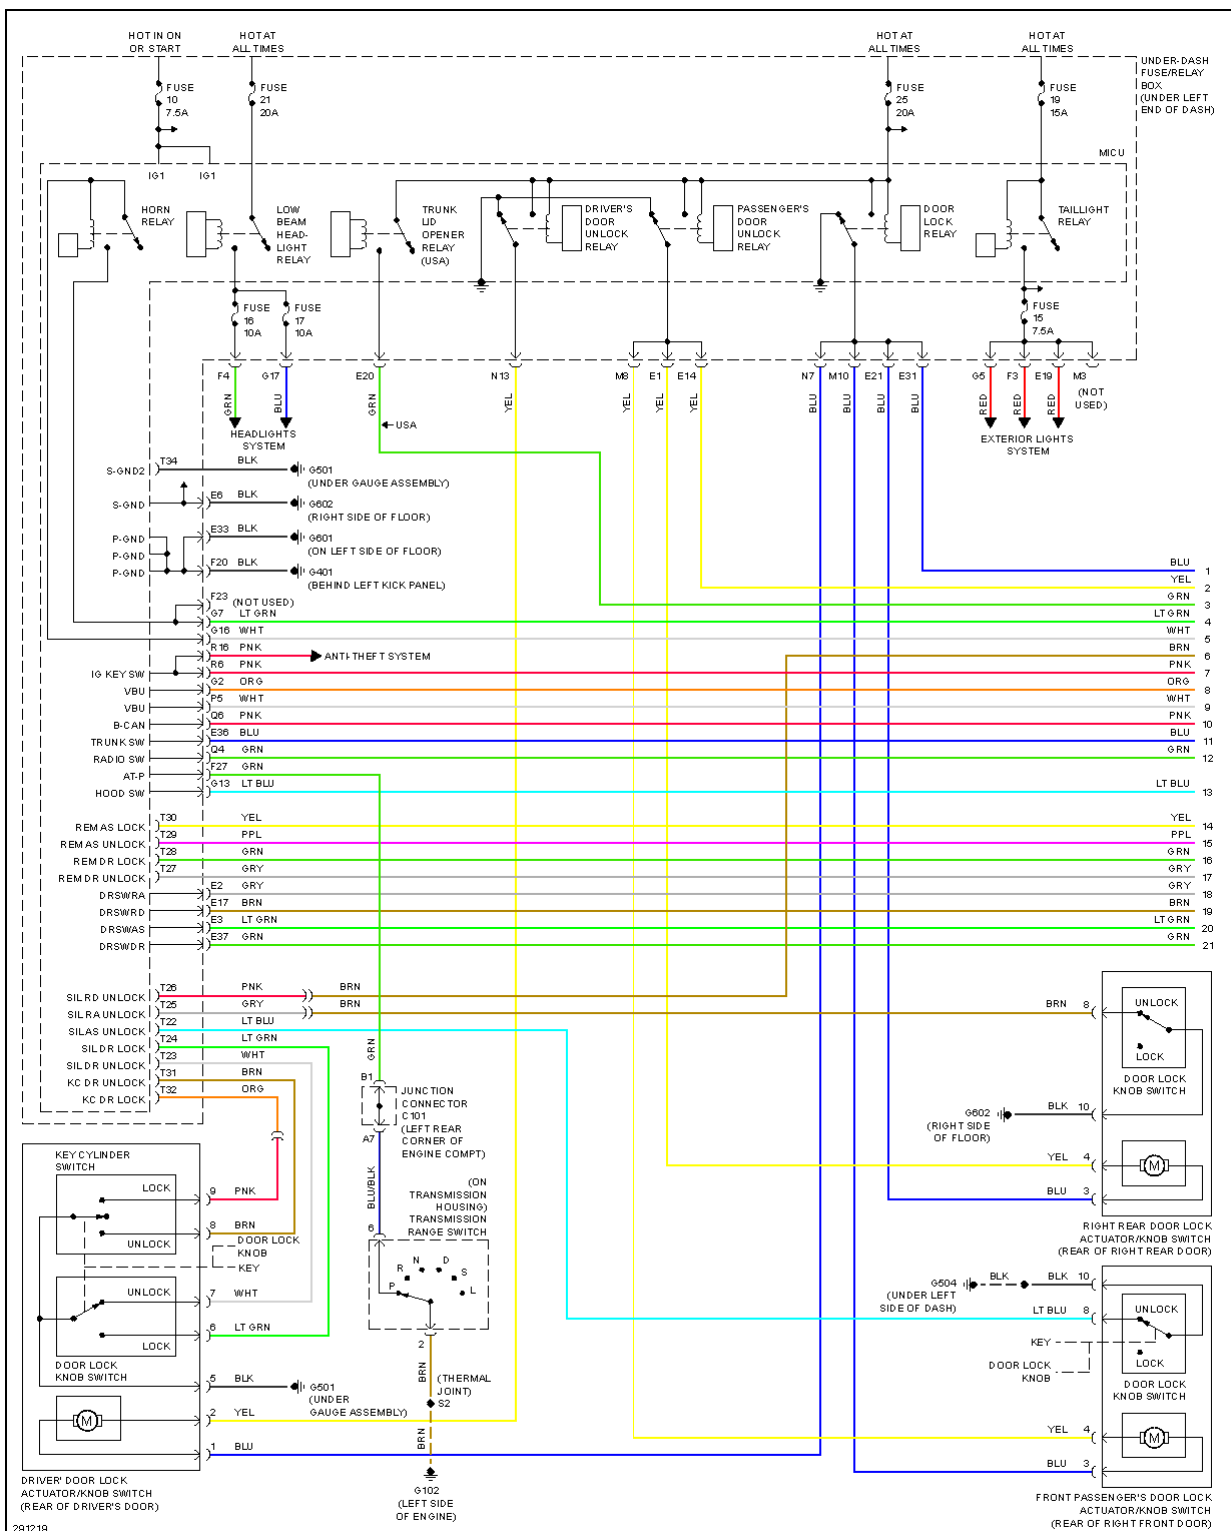 HOT IN ON
OR START
HOT AT
ALL TIMES
HOT AT
ALL TIMES
HOT AT
ALL TIMES
UNDER-DASH
FUSE/RELAY
BOX
(UNDER LEFT
END OF DASH)
FUSE
10
7.5A
FUSE
21
20A
FUSE
25
20A
FUSE
19
15A
MICU
IG1
IG1
HORN
RELAY
LOW
BEAM
HEAD-
LIGHT
RELAY
TRUNK
LID
OPENER
RELAY
(USA)
DRIVER'S
DOOR
UNLOCK
RELAY
PASSENGER'S
DOOR
UNLOCK
RELAY
DOOR
LOCK
RELAY
TAILLIGHT
RELAY
FUSE
16
10A
FUSE
17
10A
FUSE
15
7.5A
F4
G17
E20
N13
M8
E1
E14
N7
M10
E21
E31
G5
F3
E19
M3
(NOT
USED)
GRN
BLU
GRN
YEL
YEL
YEL
YEL
BLU
BLU
BLU
BLU
RED
RED
RED
HEADLIGHTS
SYSTEM
USA
EXTERIOR LIGHTS
SYSTEM
S-GND2
T34
BLK
G501
(UNDER GAUGE ASSEMBLY)
S-GND
E6
BLK
G602
(RIGHT SIDE OF FLOOR)
P-GND
P-GND
P-GND
E33
BLK
G601
(ON LEFT SIDE OF FLOOR)
F20
BLK
G401
(BEHIND LEFT KICK PANEL)
BLU 1
YEL 2
F23
(NOT USED)
GRN 3
G7 LT GRN
LT GRN 4
G16 WHT
WHT 5
R16 PNK
ANTI-THEFT SYSTEM
BRN 6
IG KEY SW
R6 PNK
PNK 7
VBU
G2 ORG
ORG 8
VBU
P5 WHT
WHT 9
B-CAN
Q6 PNK
PNK 10
TRUNK SW
E36 BLU
BLU 11
RADIO SW
Q4 GRN
GRN 12
AT-P
F27 GRN
HOOD SW
G13 LT BLU
LT BLU 13
REM AS LOCK
T30 YEL
YEL 14
REM AS UNLOCK
T29 PPL
PPL 15
REM DR LOCK
T28 GRN
GRN 16
REM DR UNLOCK
T27 GRY
GRY 17
DRSWRA
E2 GRY
GRY 18
DRSWRD
E17 BRN
BRN 19
DRSWAS
E3 LT GRN
LT GRN 20
DRSWDR
E37 GRN
GRN 21
SIL RD UNLOCK
T26 PNK
BRN
SIL RA UNLOCK
T25 GRY
BRN
SIL AS UNLOCK
T22 LT BLU
SIL DR LOCK
T24 LT GRN
SIL DR UNLOCK
T23 WHT
KC DR UNLOCK
T31 BRN
KC DR LOCK
T32 ORG
GRN
B1
JUNCTION
CONNECTOR
C101
(LEFT REAR
CORNER OF
ENGINE COMPT)
A7
BLU/BLK
(ON
TRANSMISSION
HOUSING)
TRANSMISSION
RANGE SWITCH
6
P
R
N
D
S
L
2
BRN
(THERMAL
JOINT)
S2
BRN
G102
(LEFT SIDE
OF ENGINE)
KEY CYLINDER
SWITCH
LOCK
UNLOCK
9 PNK
8 BRN
DOOR LOCK
KNOB
KEY
UNLOCK
LOCK
7 WHT
6 LT GRN
DOOR LOCK
KNOB SWITCH
5 BLK
G501
(UNDER
GAUGE ASSEMBLY)
M
2 YEL
1 BLU
DRIVER' DOOR LOCK
ACTUATOR/KNOB SWITCH
(REAR OF DRIVER'S DOOR)
BRN 8
UNLOCK
LOCK
DOOR LOCK
KNOB SWITCH
G602
(RIGHT SIDE
OF FLOOR)
BLK 10
YEL 4
M
BLU 3
RIGHT REAR DOOR LOCK
ACTUATOR/KNOB SWITCH
(REAR OF RIGHT REAR DOOR)
G504
(UNDER LEFT
SIDE OF DASH)
BLK
BLK 10
LT BLU 8
UNLOCK
LOCK
KEY
DOOR LOCK
KNOB
DOOR LOCK
KNOB SWITCH
YEL 4
M
BLU 3
FRONT PASSENGER'S DOOR LOCK
ACTUATOR/KNOB SWITCH
(REAR OF RIGHT FRONT DOOR)
291219